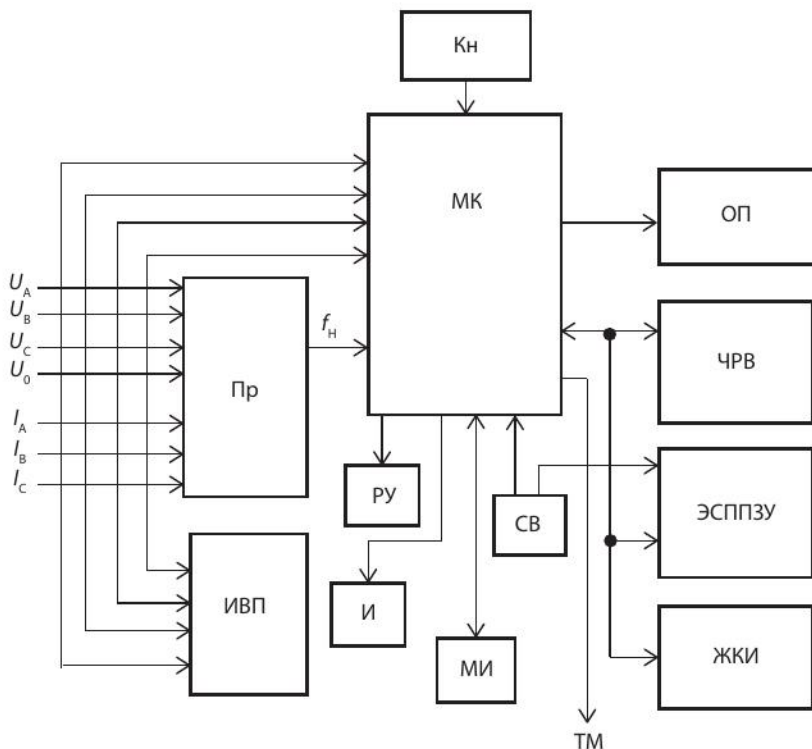 Кн
МК
ОП
U_A
U_B
U_C
U_0
f_H
ЧРВ
Пр
I_A
I_B
I_C
РУ
СВ
ЭСППЗУ
ИВП
И
МИ
ЖКИ
ТМ